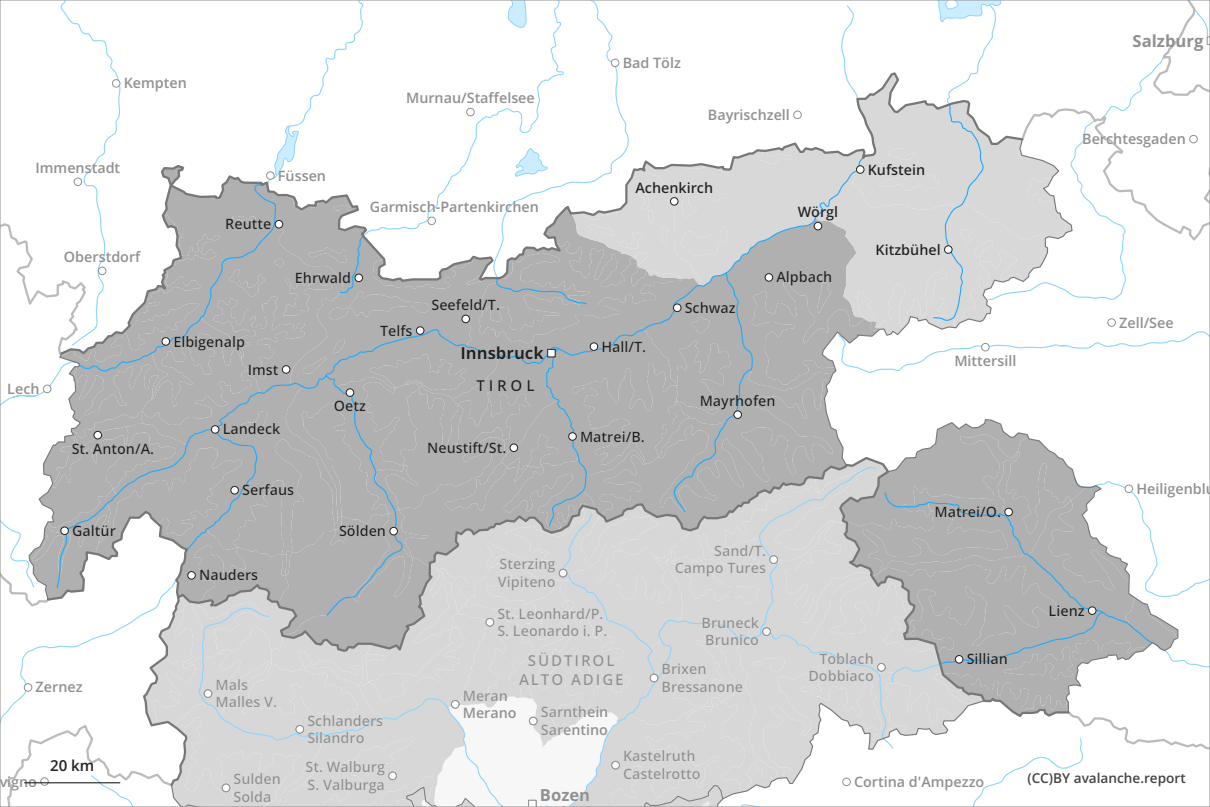 Salzburg
Bad Tölz
Kempten
Murnau/Staffelsee
Bayrischzell
Berchtesgaden
Immenstadt
Füssen
Kufstein
Achenkirch
Garmisch-Partenkirchen
Wörgl
Reutte
Kitzbühel
Oberstdorf
Ehrwald
Alpbach
Seefeld/T.
Schwaz
Zell/See
Telfs
Elbigenalp
Innsbruck
Hall/T.
Mittersill
Imst
TIROL
Lech
Oetz
Mayrhofen
Landeck
Matrei/B.
St. Anton/A.
Neustift/St.
Serfaus
Heiligenblu
Matrei/O.
Galtür
Sölden
Sand/T.
Campo Tures
Sterzing
Vipiteno
Nauders
Lienz
St. Leonhard/P.
S. Leonardo i. P.
Bruneck
Brunico
SÜDTIROL
ALTO ADIGE
Toblach
Dobbiaco
Sillian
Brixen
Bressanone
Zernez
Mals
Malles V.
Meran
Merano
Sarnthein
Sarentino
Schlanders
Silandro
Kastelruth
Castelrotto
20 km
St. Walburg
S. Valburga
vigno
Sulden
Solda
Cortina d'Ampezzo
(CC)BY avalanche.report
Bozen